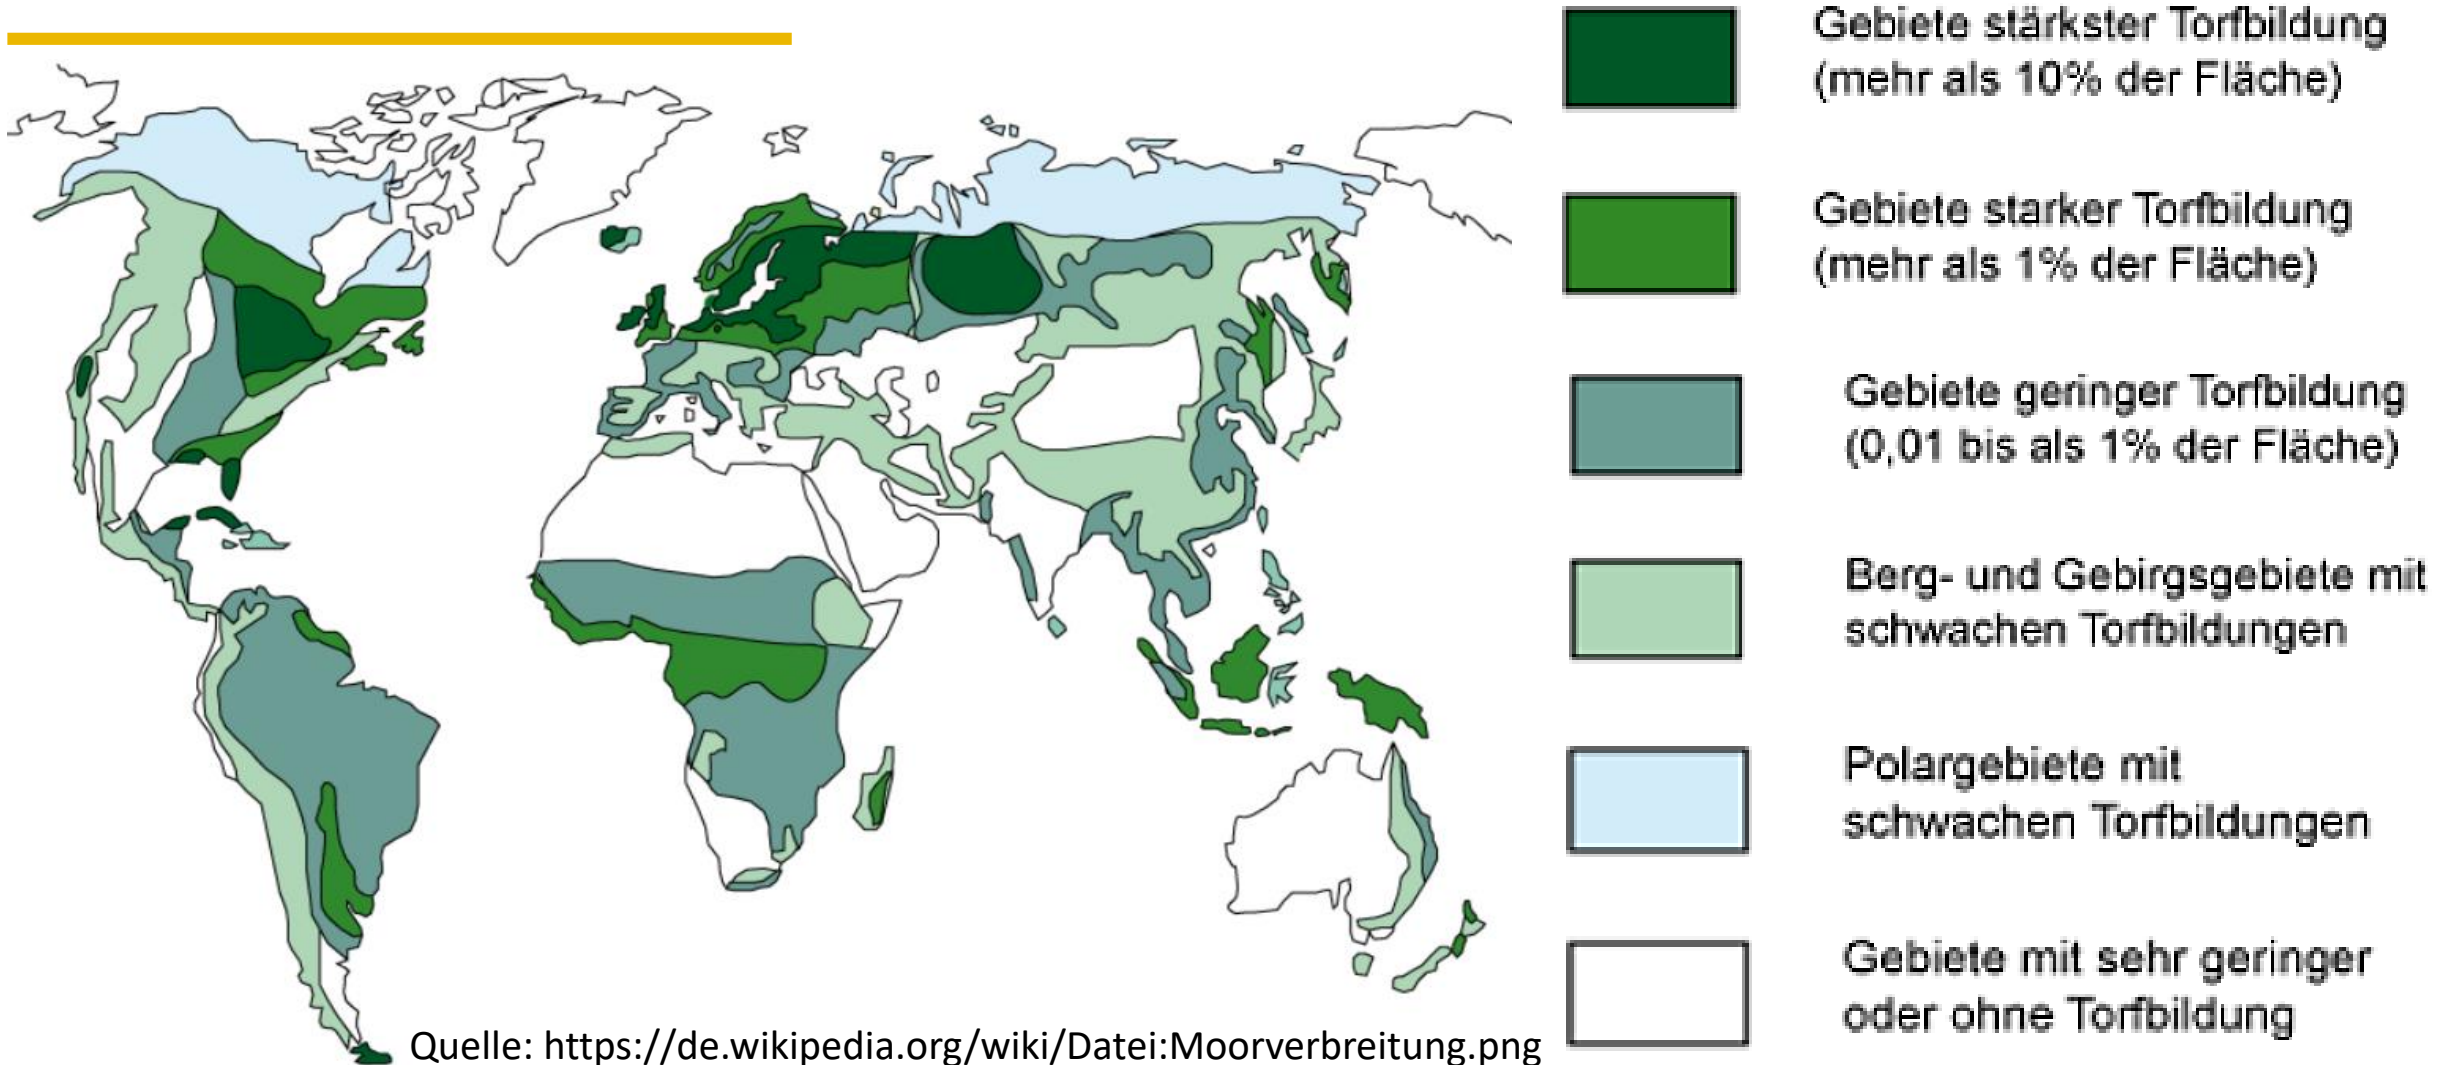 Gebiete stärkster Torfbildung
(mehr als 10% der Fläche)
Gebiete starker Torfbildung
(mehr als 1% der Fläche)
Gebiete geringer Torfbildung
(0,01 bis als 1% der Fläche)
Berg- und Gebirgsgebiete mit
schwachen Torfbildungen
Polargebiete mit
schwachen Torfbildungen
Gebiete mit sehr geringer
oder ohne Torfbildung
Quelle: https://de.wikipedia.org/wiki/Datei:Moorverbreitung.png